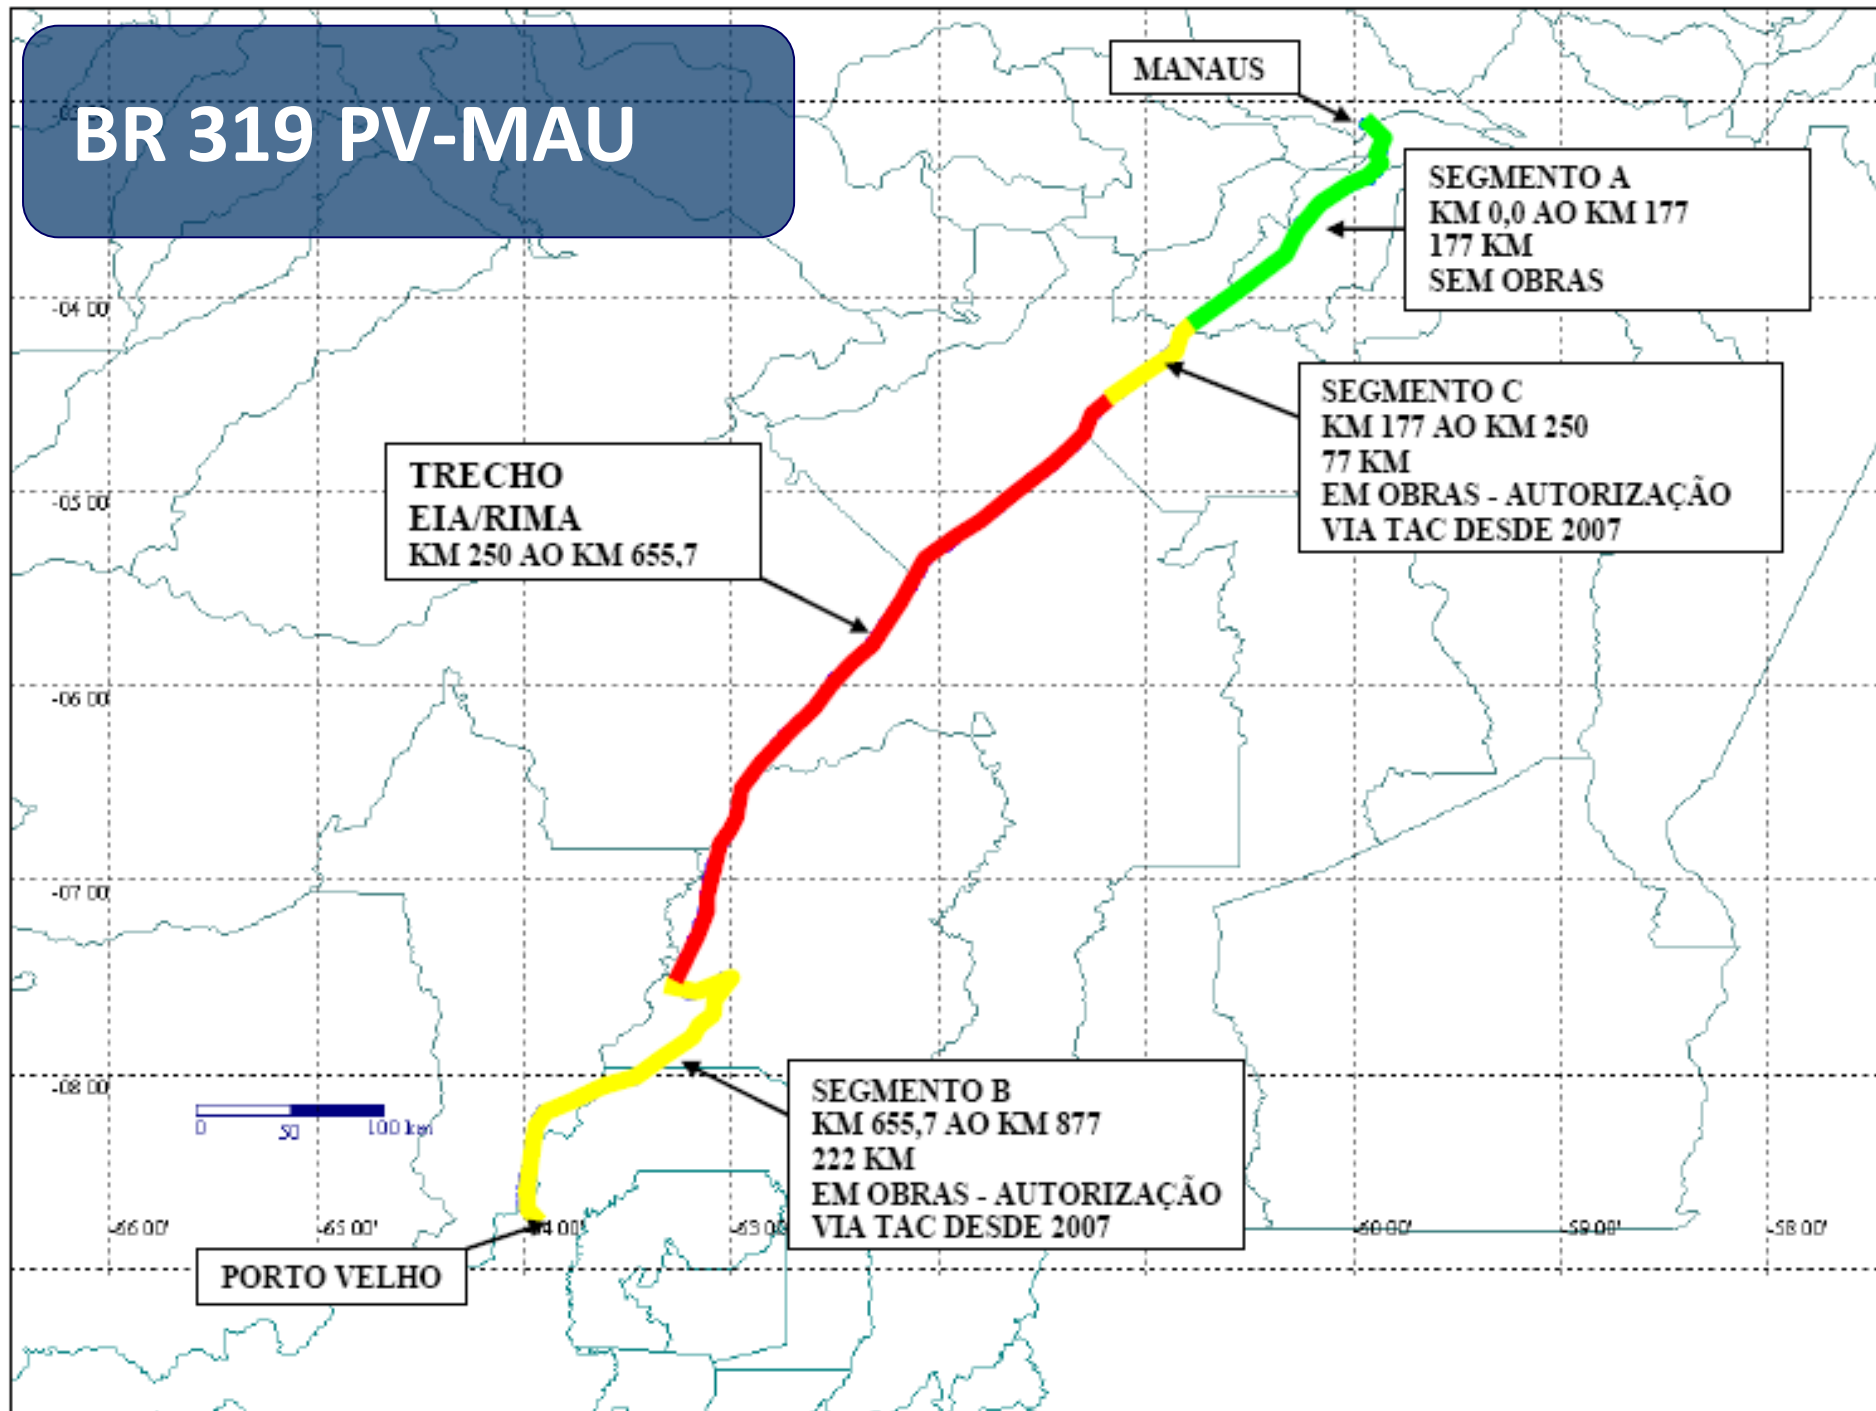 BR 319 PV-MAU
MANAUS
SEGMENTO A
KM 0,0 AO KM 177
177 KM
SEM OBRAS
-04 00'
SEGMENTO C
KM 177 AO KM 250
77 KM
EM OBRAS - AUTORIZAÇÃO
VIA TAC DESDE 2007
TRECHO
EIA/RIMA
KM 250 AO KM 655,7
-05 00'
-06 00'
-07 00'
-08 00'
0 50 100 km
SEGMENTO B
KM 655,7 AO KM 877
222 KM
EM OBRAS - AUTORIZAÇÃO
VIA TAC DESDE 2007
-66 00' -65 00' -60 00' -59 00' -58 00'
PORTO VELHO